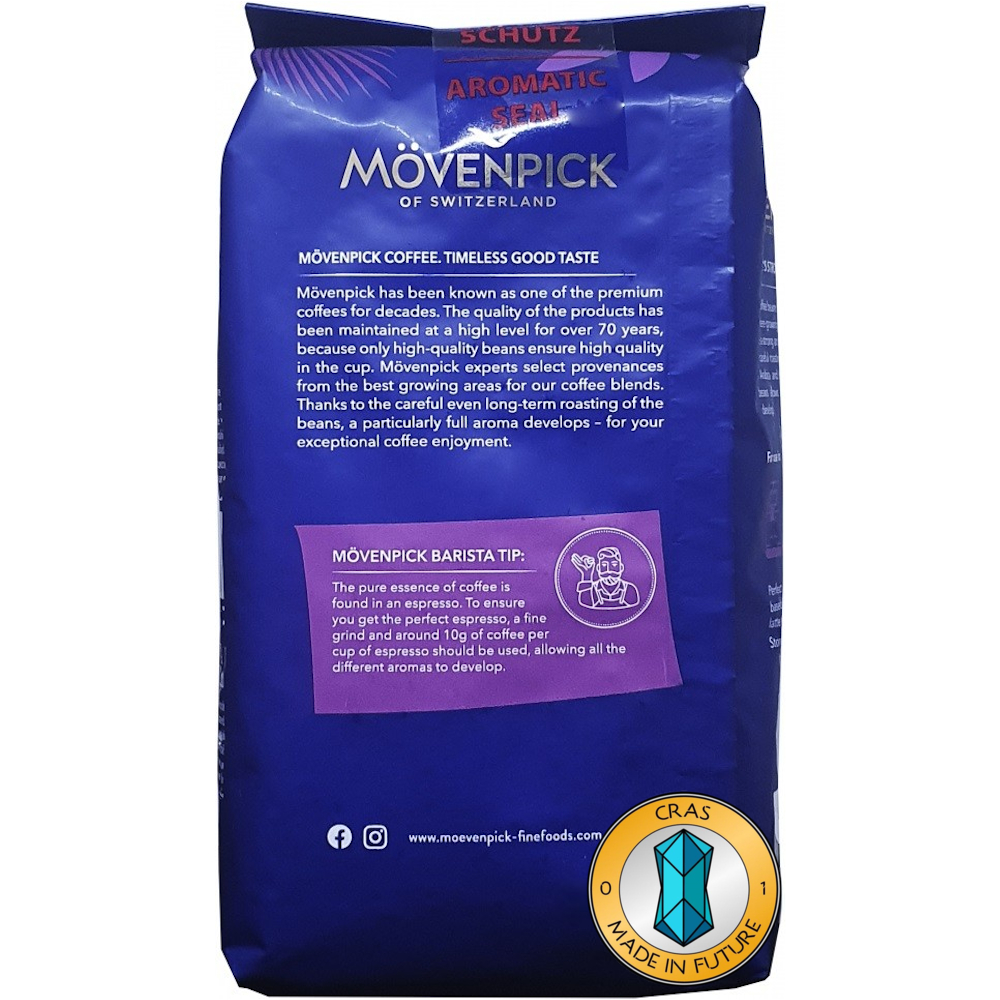 SCHUTZ
AROMATIC
SEAL
MÖVENPICK
OF SWITZERLAND
MÖVENPICK COFFEE. TIMELESS GOOD TASTE
Mövenpick has been known as one of the premium
coffees for decades. The quality of the products has
been maintained at a high level for over 70 years,
because only high-quality beans ensure high quality
in the cup. Mövenpick experts select provenances
from the best growing areas for our coffee blends.
Thanks to the careful even long-term roasting of the
beans, a particularly full aroma develops – for your
exceptional coffee enjoyment.
MÖVENPICK BARISTA TIP:
The pure essence of coffee is
found in an espresso. To ensure
you get the perfect espresso, a fine
grind and around 10g of coffee per
cup of espresso should be used, allowing all the
different aromas to develop.
www.moevenpick-finefoods.com
CRAS
0 1
MADE IN FUTURE